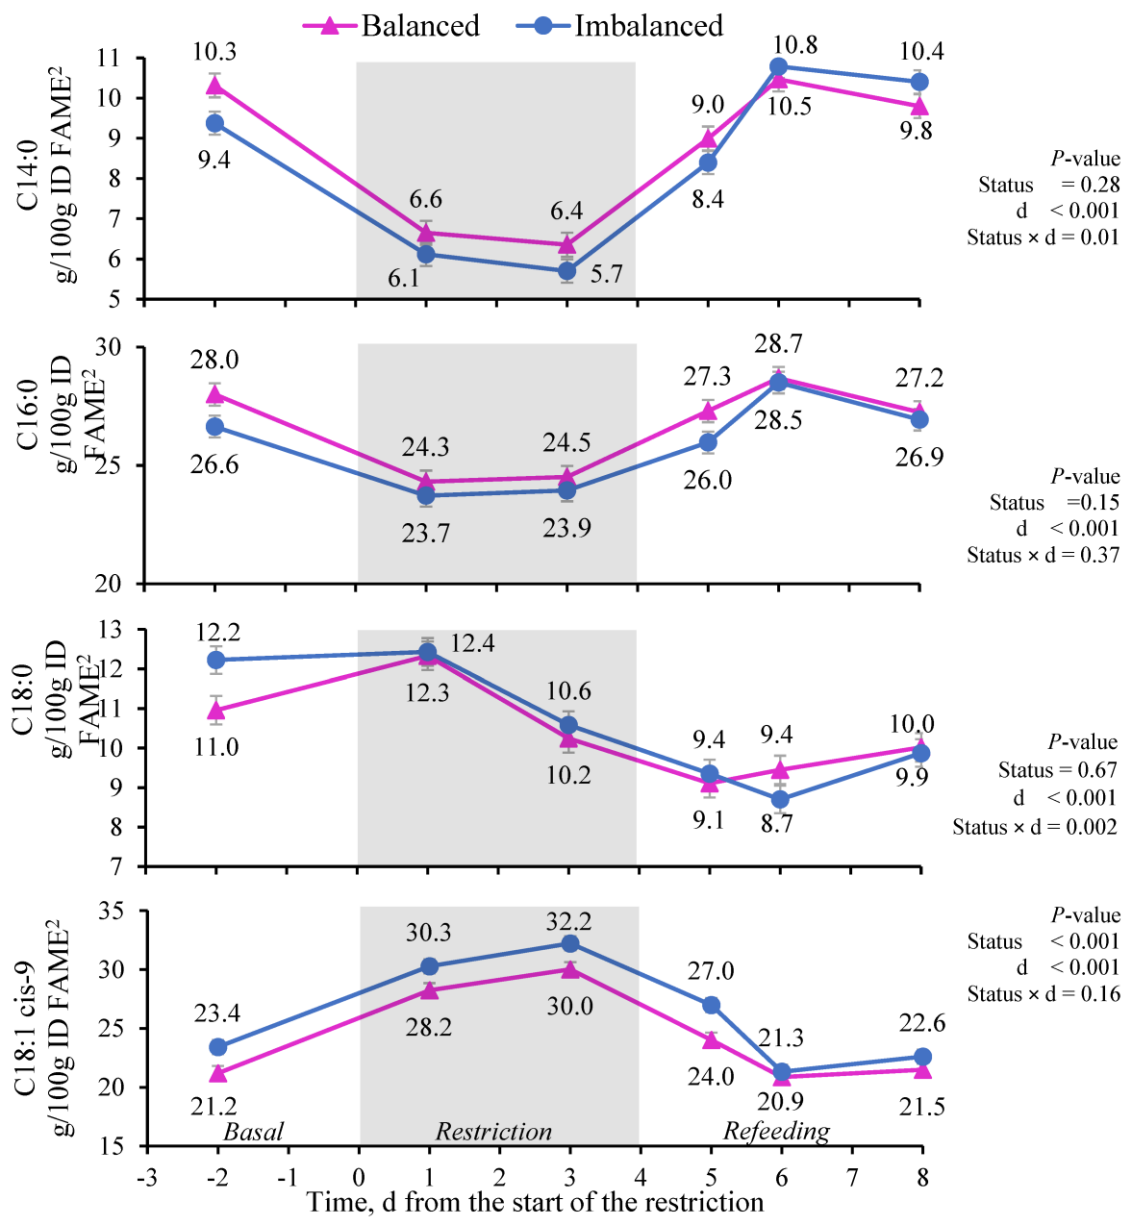 Balanced Imbalanced
C14:0
g/100g ID FAME²
11
10
9
8
7
6
5
10.3
9.4
6.6
6.1
6.4
5.7
9.0
8.4
10.8
10.5
10.4
9.8
P-value
Status = 0.28
d < 0.001
Status × d = 0.01
C16:0
g/100g ID
FAME²
30
25
20
28.0
26.6
24.3
23.7
24.5
23.9
27.3
26.0
28.7
28.5
27.2
26.9
P-value
Status =0.15
d < 0.001
Status × d = 0.37
C18:0
g/100g ID
FAME²
13
12
11
10
9
8
7
12.2
11.0
12.4
12.3
10.6
10.2
9.4
9.1
9.4
8.7
10.0
9.9
P-value
Status = 0.67
d < 0.001
Status × d = 0.002
C18:1 cis-9
g/100g ID FAME²
35
30
25
20
15
23.4
21.2
30.3
28.2
32.2
30.0
27.0
24.0
21.3
20.9
22.6
21.5
P-value
Status < 0.001
d < 0.001
Status × d = 0.16
Basal Restriction Refeeding
-3 -2 -1 0 1 2 3 4 5 6 7 8
Time, d from the start of the restriction